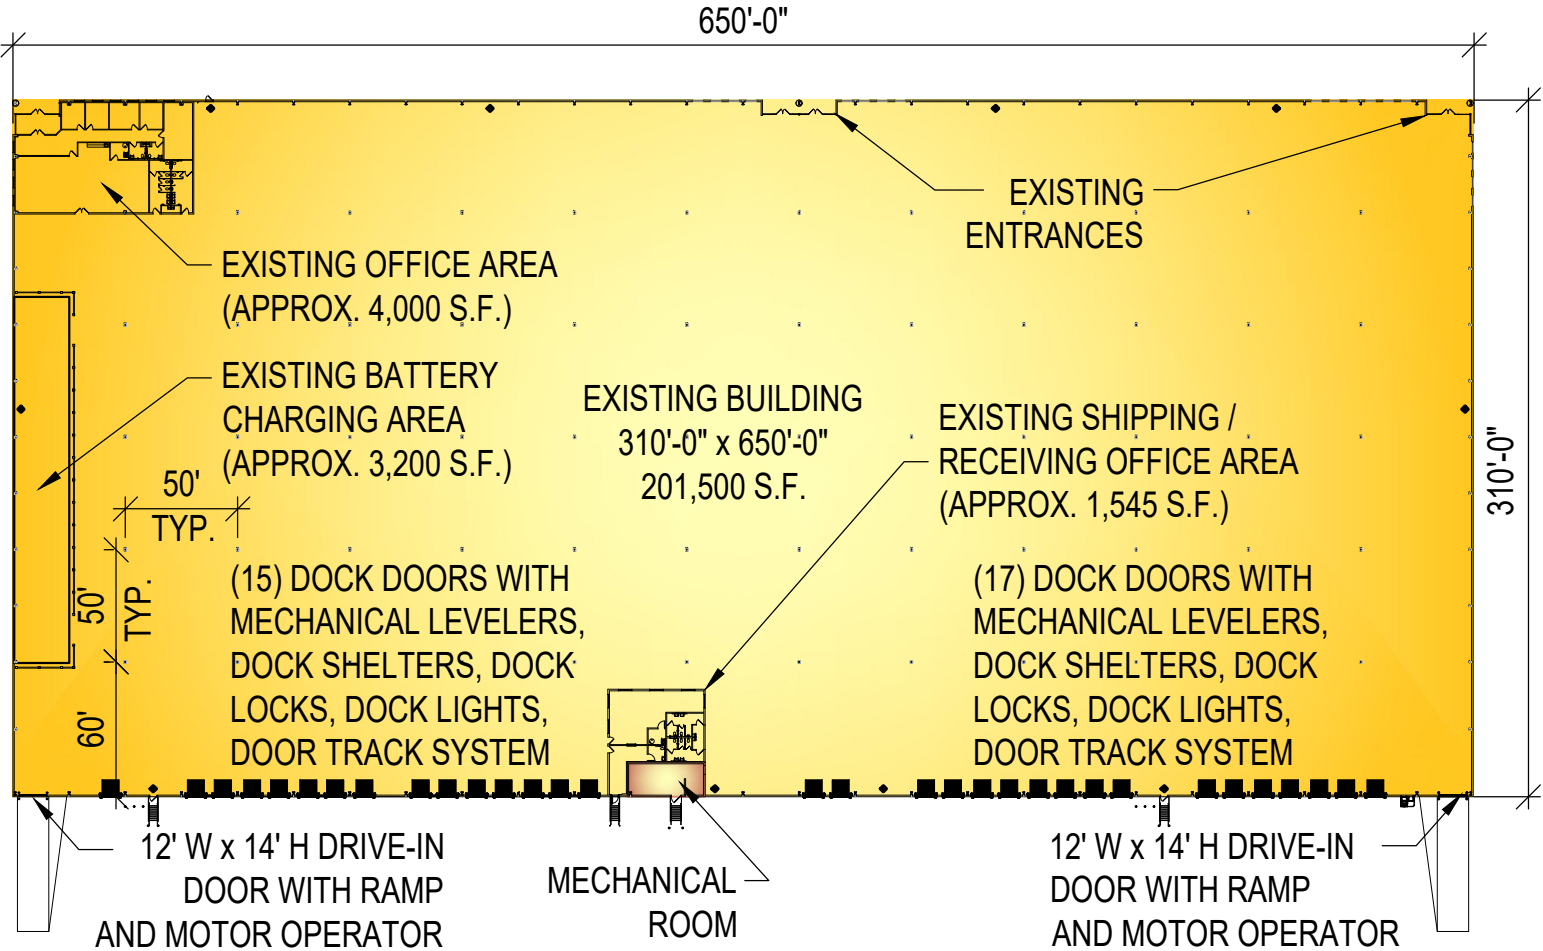 650'-0"
EXISTING
ENTRANCES
EXISTING OFFICE AREA
(APPROX. 4,000 S.F.)
EXISTING BATTERY
CHARGING AREA
(APPROX. 3,200 S.F.)
EXISTING BUILDING
310'-0" x 650'-0"
201,500 S.F.
EXISTING SHIPPING /
RECEIVING OFFICE AREA
(APPROX. 1,545 S.F.)
310'-0"
50'
TYP.
50'
TYP.
60'
(15) DOCK DOORS WITH
MECHANICAL LEVELERS,
DOCK SHELTERS, DOCK
LOCKS, DOCK LIGHTS,
DOOR TRACK SYSTEM
(17) DOCK DOORS WITH
MECHANICAL LEVELERS,
DOCK SHELTERS, DOCK
LOCKS, DOCK LIGHTS,
DOOR TRACK SYSTEM
12' W x 14' H DRIVE-IN
DOOR WITH RAMP
AND MOTOR OPERATOR
MECHANICAL
ROOM
12' W x 14' H DRIVE-IN
DOOR WITH RAMP
AND MOTOR OPERATOR